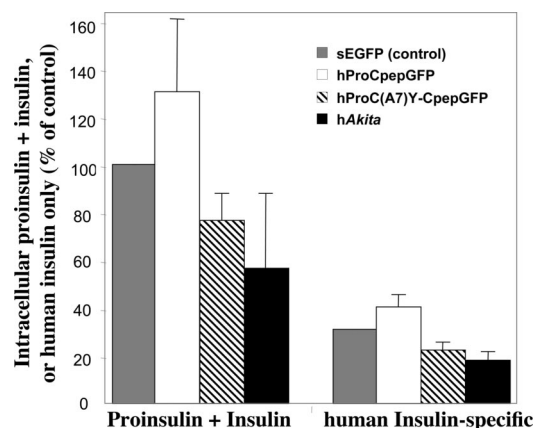 Intracellular proinsulin + insulin,
or human insulin only (% of control)
160
140
120
100
80
60
40
20
0
sEGFP (control)
hProCpepGFP
hProC(A7)Y-CpepGFP
hAkita
Proinsulin + Insulin
human Insulin-specific